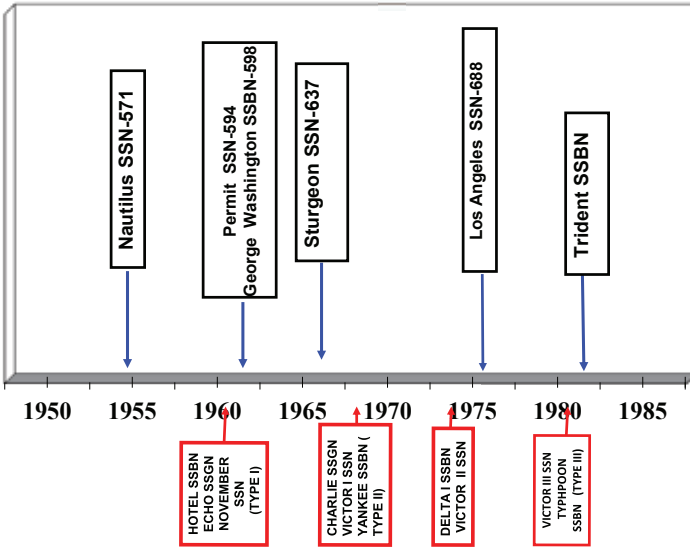 Nautilus SSN-571
Permit SSN-594
George Washington SSBN-598
Sturgeon SSN-637
Los Angeles SSN-688
Trident SSBN
1950
1955
1960
1965
1970
1975
1980
1985
HOTEL SSBN
ECHO SSGN
NOVEMBER
SSN
(TYPE I)
CHARLIE SSGN
VICTOR I SSN
YANKEE SSBN (
TYPE II)
DELTA I SSBN
VICTOR II SSN
VICTOR III SSN
TYPHPOON
SSBN (TYPE III)